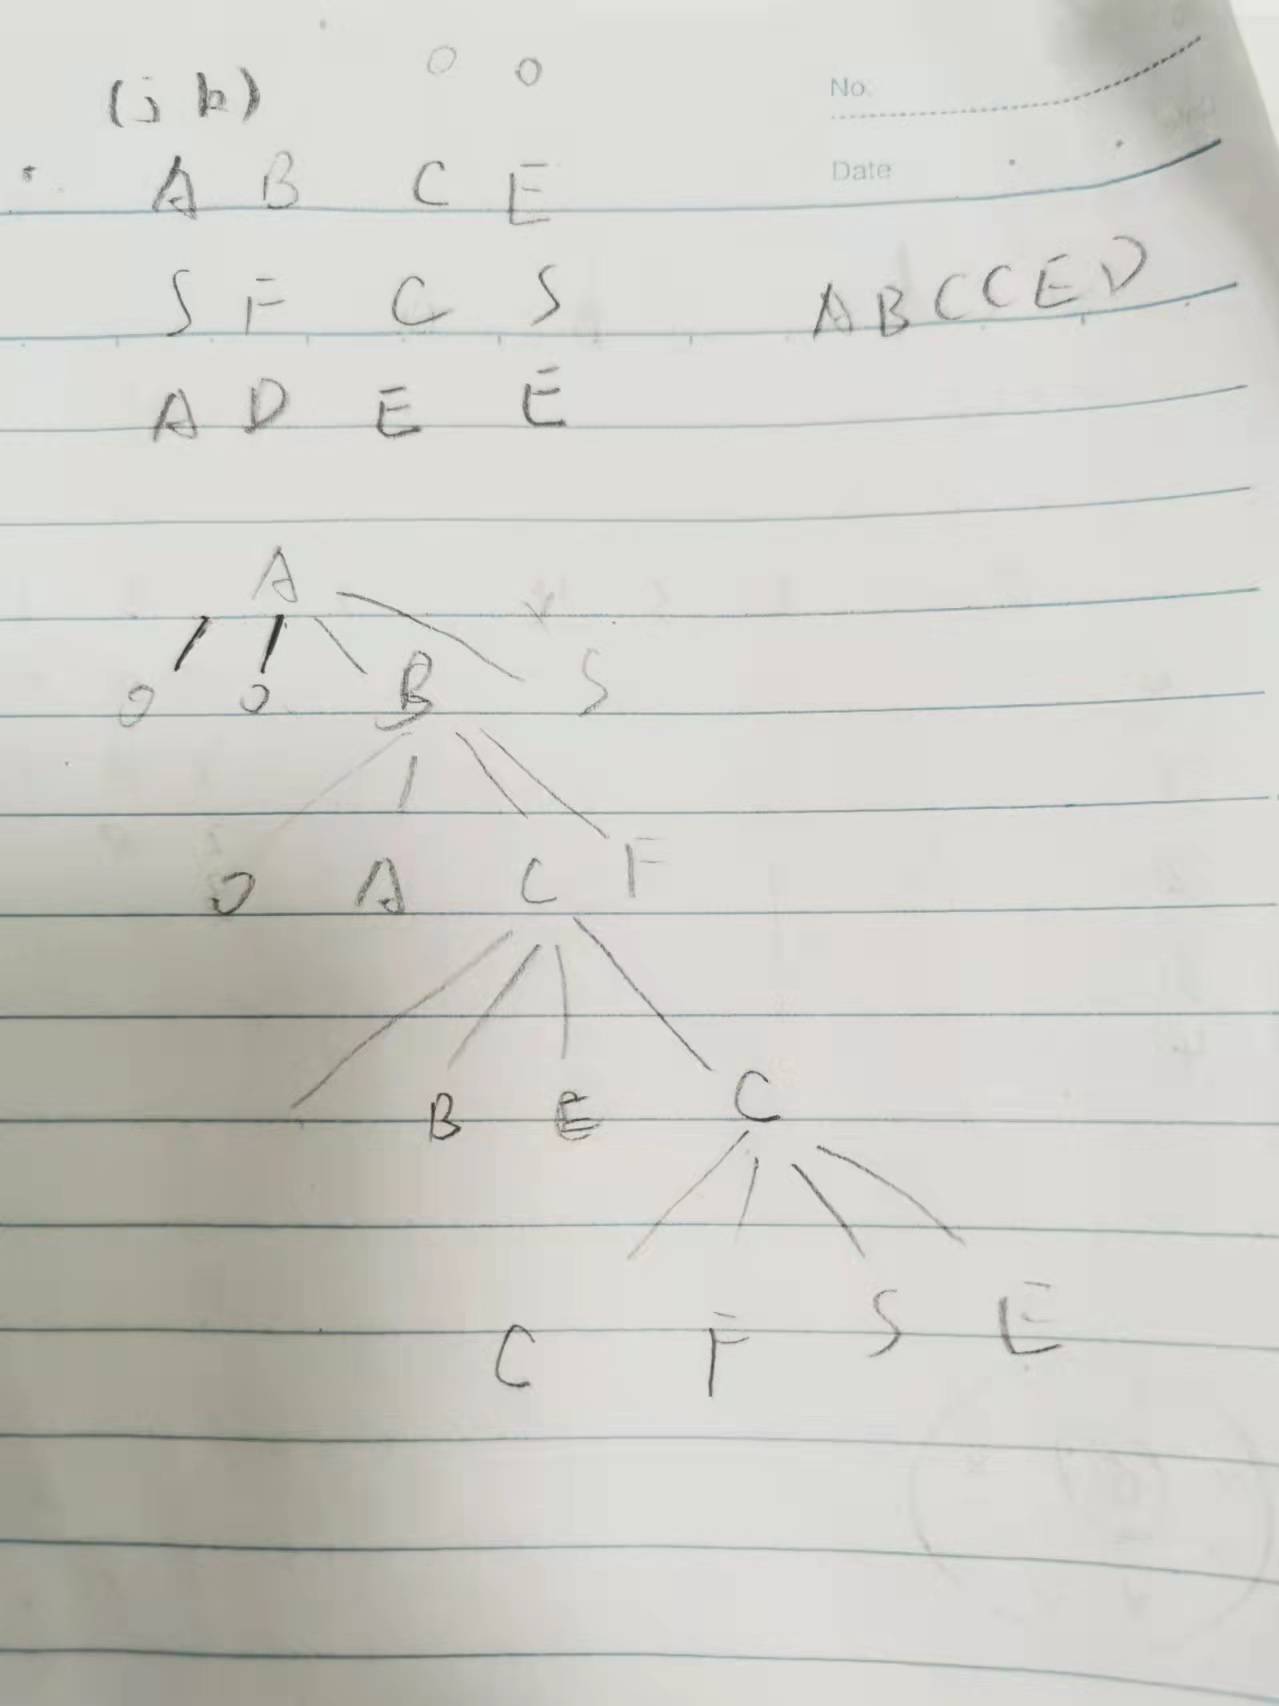 O O
(j k)
No.
Date
A B C E
S F C S
ABCCED
A D E E
A
O O B S
O A C F
B E C
C F S E